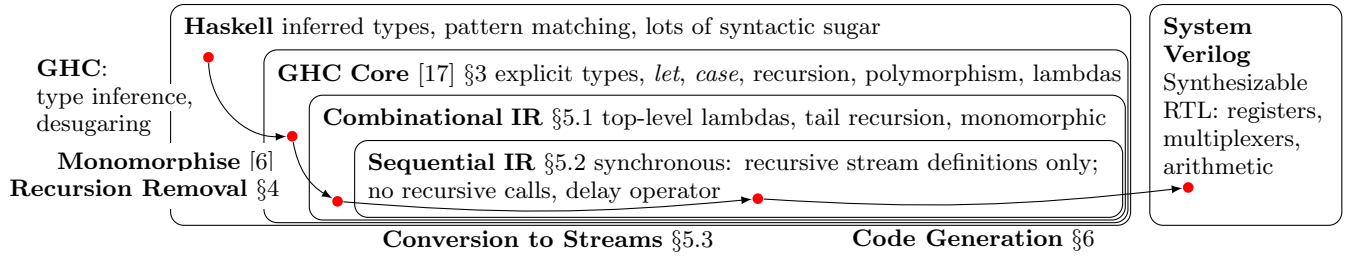 Haskell inferred types, pattern matching, lots of syntactic sugar
GHC:
type inference,
desugaring
GHC Core [17] §3 explicit types, let, case, recursion, polymorphism, lambdas
Combinational IR §5.1 top-level lambdas, tail recursion, monomorphic
Monomorphise [6]
Recursion Removal §4
Sequential IR §5.2 synchronous: recursive stream definitions only;
no recursive calls, delay operator
Conversion to Streams §5.3
Code Generation §6
System
Verilog
Synthesizable
RTL: registers,
multiplexers,
arithmetic